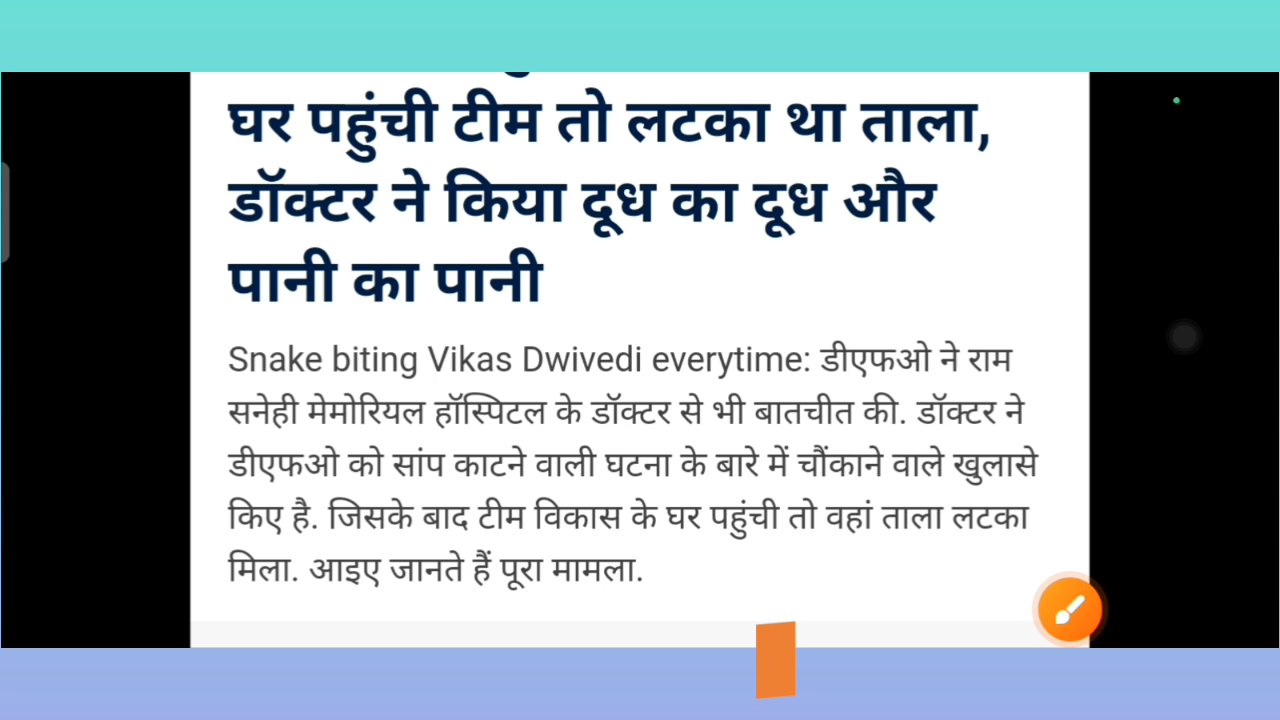 घर पहुंची टीम तो लटका था ताला,
डॉक्टर ने किया दूध का दूध और
पानी का पानी
Snake biting Vikas Dwivedi everytime: डीएफओ ने राम
सनेही मेमोरियल हॉस्पिटल के डॉक्टर से भी बातचीत की. डॉक्टर ने
डीएफओ को सांप काटने वाली घटना के बारे में चौंकाने वाले खुलासे
किए है. जिसके बाद टीम विकास के घर पहुंची तो वहां ताला लटका
मिला. आइए जानते हैं पूरा मामला.